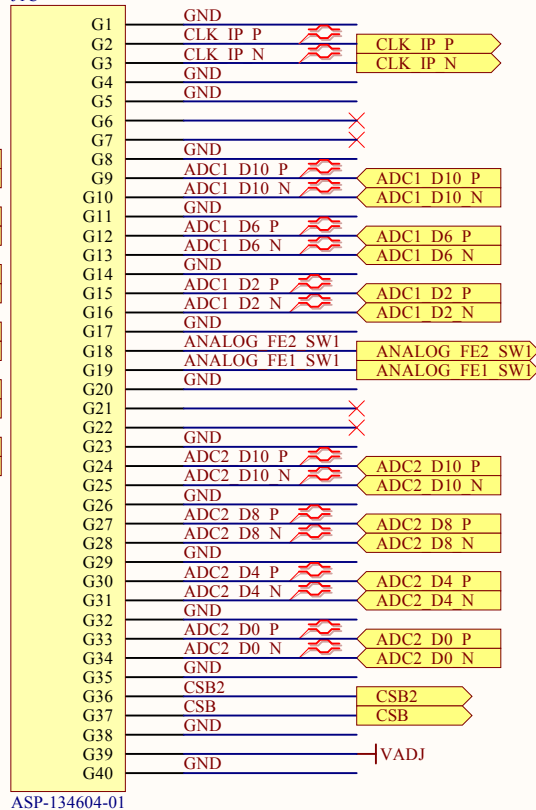 G1 GND
G2 CLK_IP_P CLK_IP_P
G3 CLK_IP_N CLK_IP_N
G4 GND
G5 GND
G6
G7
G8 GND
G9 ADC1_D10_P ADC1_D10_P
G10 ADC1_D10_N ADC1_D10_N
G11 GND
G12 ADC1_D6_P ADC1_D6_P
G13 ADC1_D6_N ADC1_D6_N
G14 GND
G15 ADC1_D2_P ADC1_D2_P
G16 ADC1_D2_N ADC1_D2_N
G17 GND
G18 ANALOG_FE2_SW1 ANALOG_FE2_SW1
G19 ANALOG_FE1_SW1 ANALOG_FE1_SW1
G20 GND
G21
G22
G23 GND
G24 ADC2_D10_P ADC2_D10_P
G25 ADC2_D10_N ADC2_D10_N
G26 GND
G27 ADC2_D8_P ADC2_D8_P
G28 ADC2_D8_N ADC2_D8_N
G29 GND
G30 ADC2_D4_P ADC2_D4_P
G31 ADC2_D4_N ADC2_D4_N
G32 GND
G33 ADC2_D0_P ADC2_D0_P
G34 ADC2_D0_N ADC2_D0_N
G35 GND
G36 CSB2 CSB2
G37 CSB CSB
G38 GND
G39 VADJ
G40 GND
ASP-134604-01